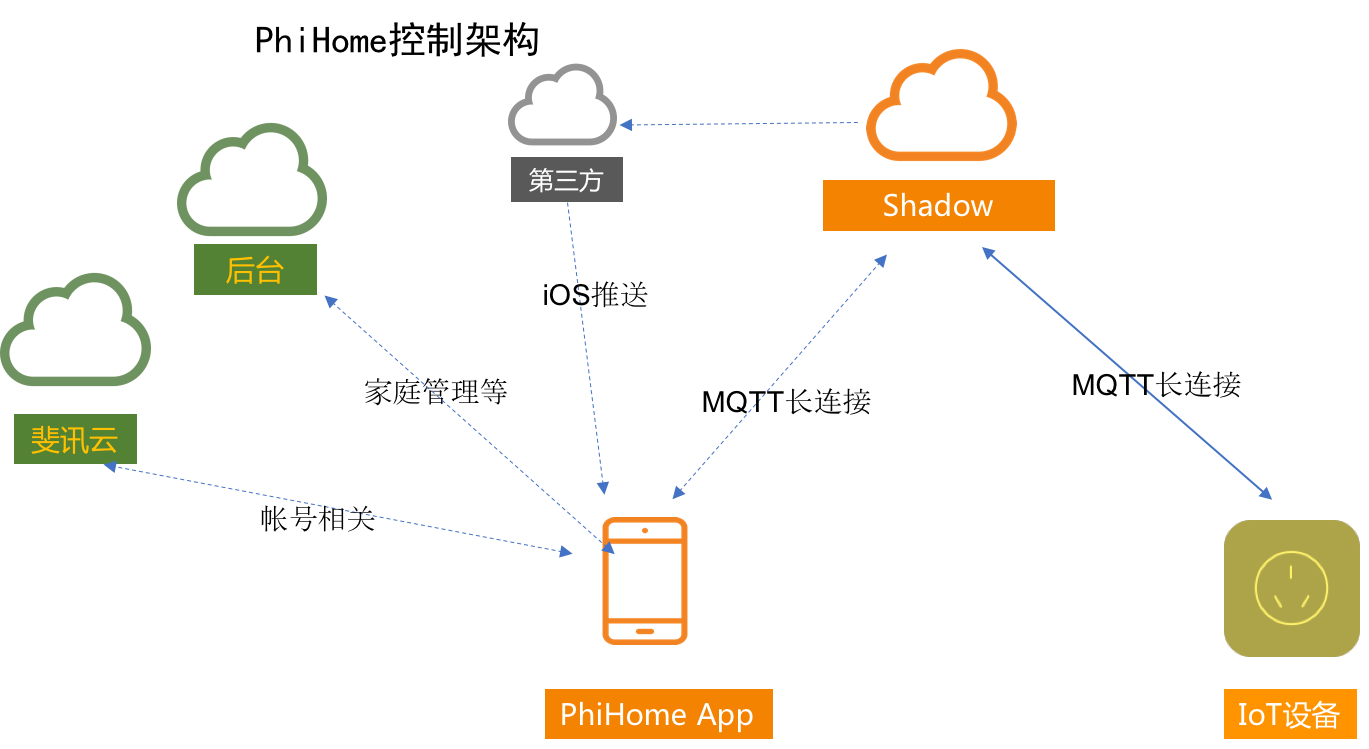 PhiHome控制架构
第三方
Shadow
后台
iOS推送
家庭管理等
MQTT长连接
MQTT长连接
斐讯云
帐号相关
PhiHome App
IoT设备